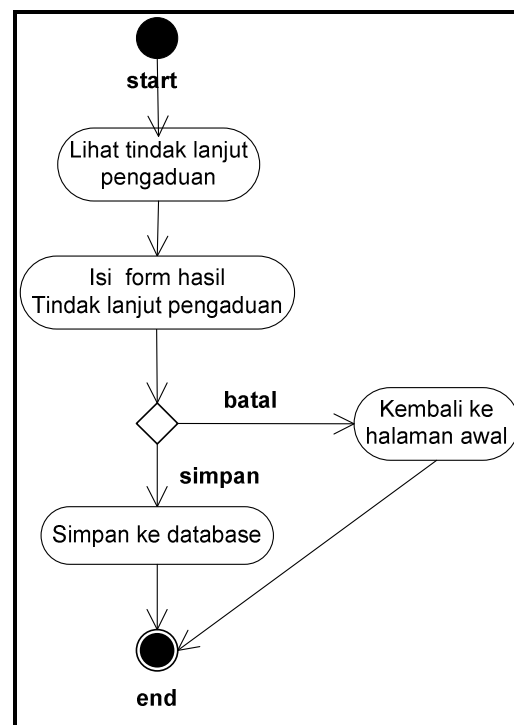 start
Lihat tindak lanjut
pengaduan
Isi form hasil
Tindak lanjut pengaduan
batal
Kembali ke
halaman awal
simpan
Simpan ke database
end